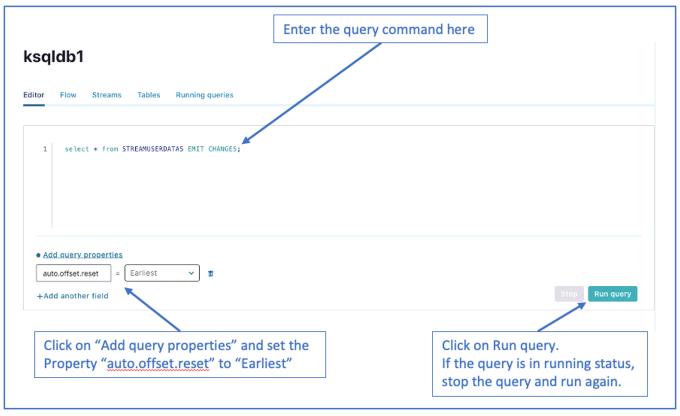 Enter the query command here
ksqldb1
Editor Flow Streams Tables Running queries
1 select * from STREAMUSERDATAS EMIT CHANGES;
Add query properties
auto.offset.reset = Earliest
+Add another field
Stop Run query
Click on “Add query properties” and set the
Property “auto.offset.reset” to “Earliest”
Click on Run query.
If the query is in running status,
stop the query and run again.